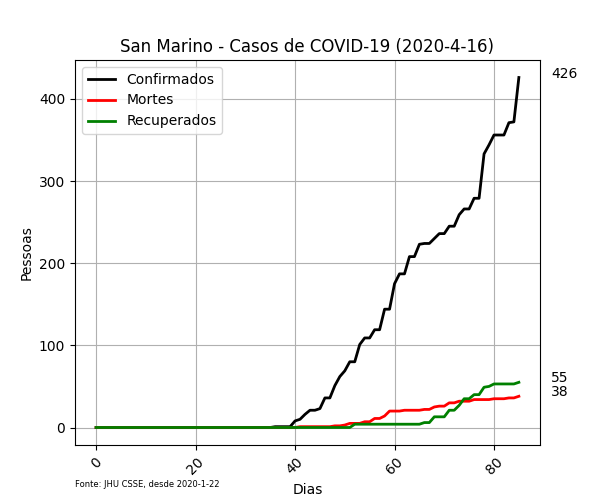 San Marino - Casos de COVID-19 (2020-4-16)
Confirmados
Mortes
Recuperados
426
400
300
200
100
0
Pessoas
55
38
0
20
40
60
80
Fonte: JHU CSSE, desde 2020-1-22
Dias